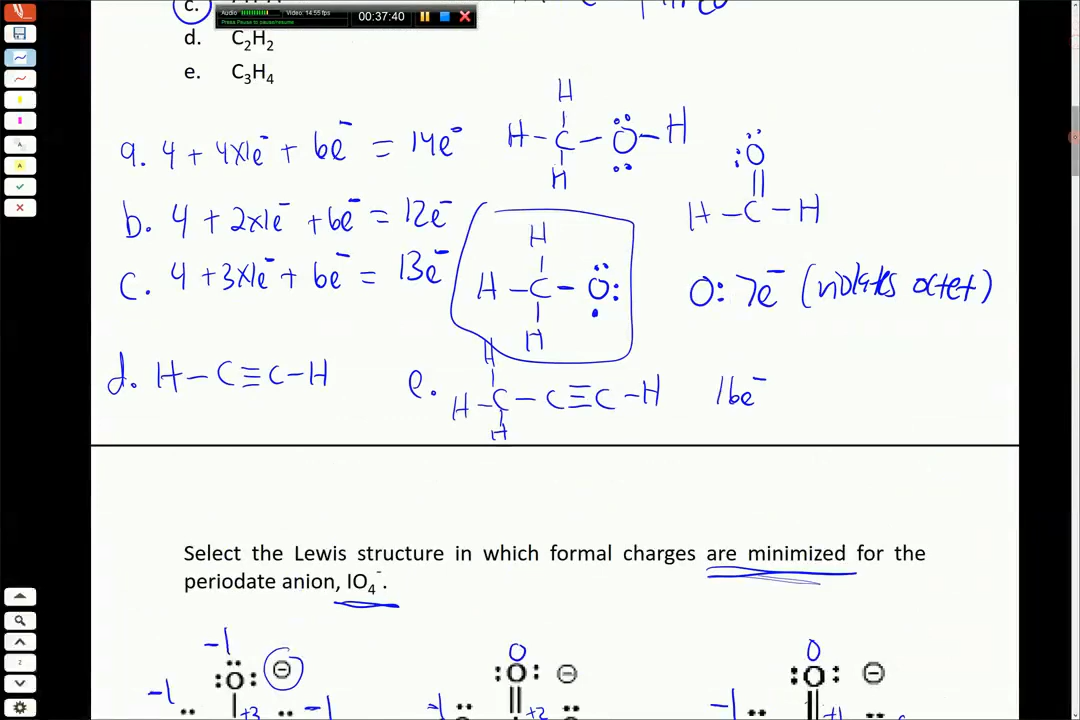 c.
Audio Video: 14.55 fps
Press Pause to pause/resume
00:37:40
d. C₂H₂
e. C₃H₄
a. 4 + 4x1e⁻ + 6e⁻ = 14e⁻
H
H-C-O-H
H
O
H-C-H
b. 4 + 2x1e⁻ + 6e⁻ = 12e⁻
c. 4 + 3x1e⁻ + 6e⁻ = 13e⁻
H
H-C-O:
H
O: 7e⁻ (violates octet)
d. H-C≡C-H
e. H
H-C-C≡C-H
H
16e⁻
Select the Lewis structure in which formal charges are minimized for the
periodate anion, IO₄⁻.
-1
:O: ⊖
-1 +3 -1
0
:O: ⊖
-1 +2
0
:O: ⊖
-1 +1